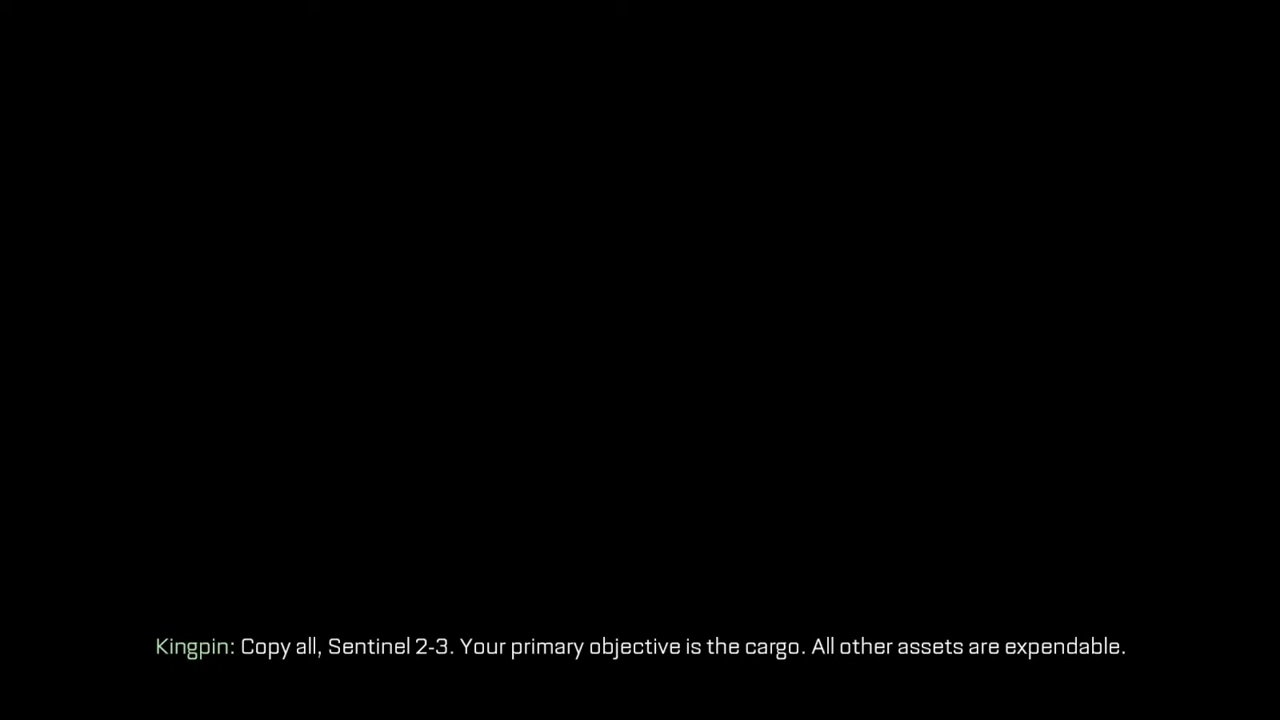 Kingpin: Copy all, Sentinel 2-3. Your primary objective is the cargo. All other assets are expendable.